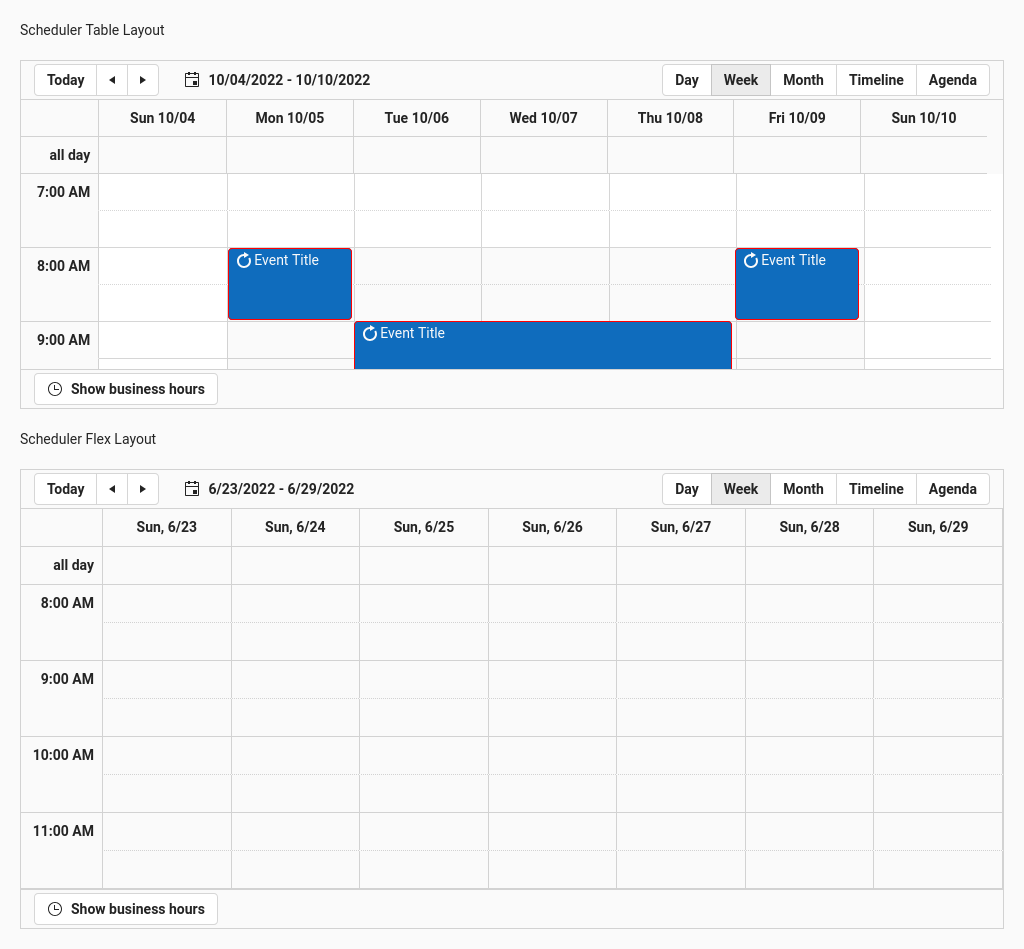 Scheduler Table Layout
Today 10/04/2022 - 10/10/2022 Day Week Month Timeline Agenda
Sun 10/04 Mon 10/05 Tue 10/06 Wed 10/07 Thu 10/08 Fri 10/09 Sun 10/10
all day
7:00 AM
8:00 AM Event Title Event Title
9:00 AM Event Title
Show business hours
Scheduler Flex Layout
Today 6/23/2022 - 6/29/2022 Day Week Month Timeline Agenda
Sun, 6/23 Sun, 6/24 Sun, 6/25 Sun, 6/26 Sun, 6/27 Sun, 6/28 Sun, 6/29
all day
8:00 AM
9:00 AM
10:00 AM
11:00 AM
Show business hours